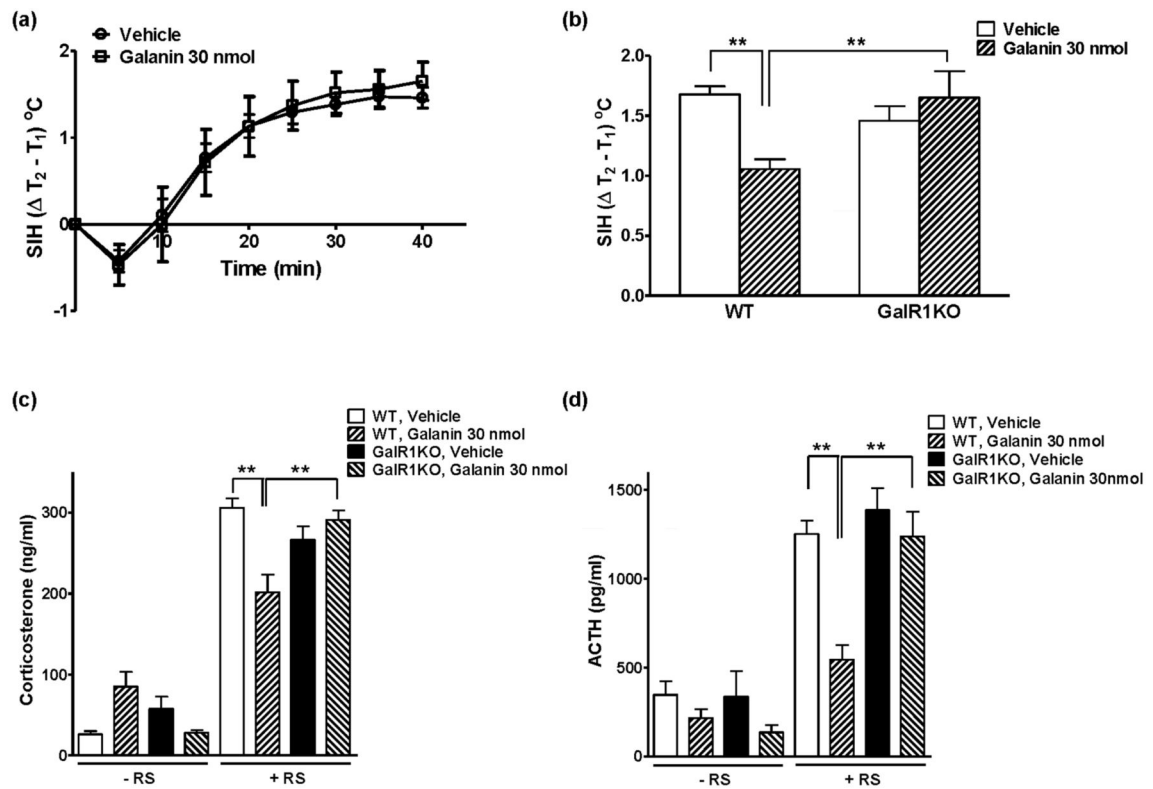 (a)
Vehicle
Galanin 30 nmol
2
1
0
-1
SIH (Δ T2 - T1) °C
10
20
30
40
Time (min)
(b)
Vehicle
Galanin 30 nmol
**
**
2.0
1.5
1.0
0.5
0.0
SIH (Δ T2 - T1) °C
WT
GalR1KO
(c)
WT, Vehicle
WT, Galanin 30 nmol
GalR1KO, Vehicle
GalR1KO, Galanin 30 nmol
**
**
300
200
100
0
Corticosterone (ng/ml)
- RS
+ RS
(d)
WT, Vehicle
WT, Galanin 30 nmol
GalR1KO, Vehicle
GalR1KO, Galanin 30nmol
**
**
1500
1000
500
0
ACTH (pg/ml)
- RS
+ RS